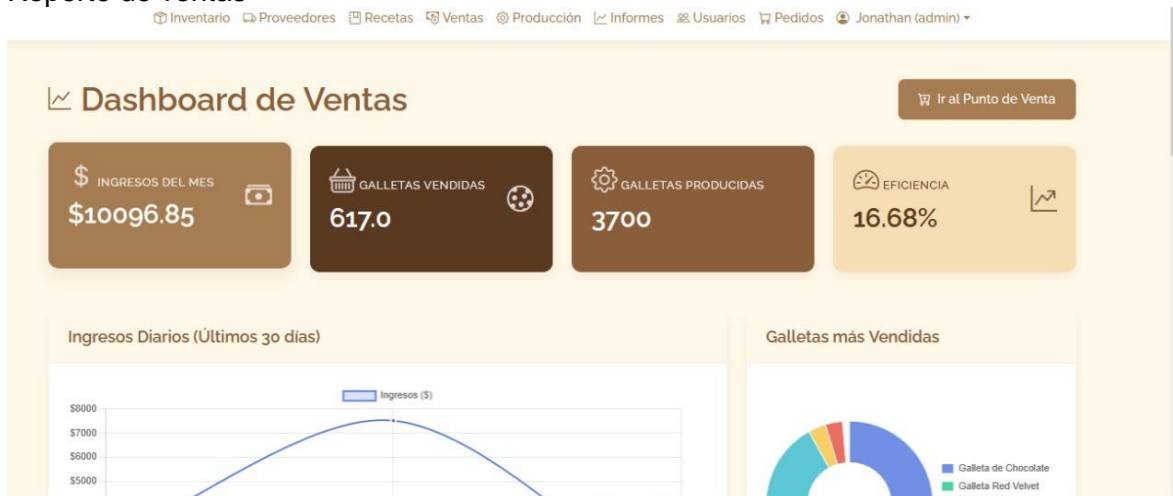 Reporte de Ventas
Inventario Proveedores Recetas Ventas Producción Informes Usuarios Pedidos Jonathan (admin)
Dashboard de Ventas
Ir al Punto de Venta
$ INGRESOS DEL MES
$10096.85
GALLETAS VENDIDAS
617.0
GALLETAS PRODUCIDAS
3700
EFICIENCIA
16.68%
Ingresos Diarios (Últimos 30 días)
Ingresos ($)
$8000
$7000
$6000
$5000
Galletas más Vendidas
Galleta de Chocolate
Galleta Red Velvet